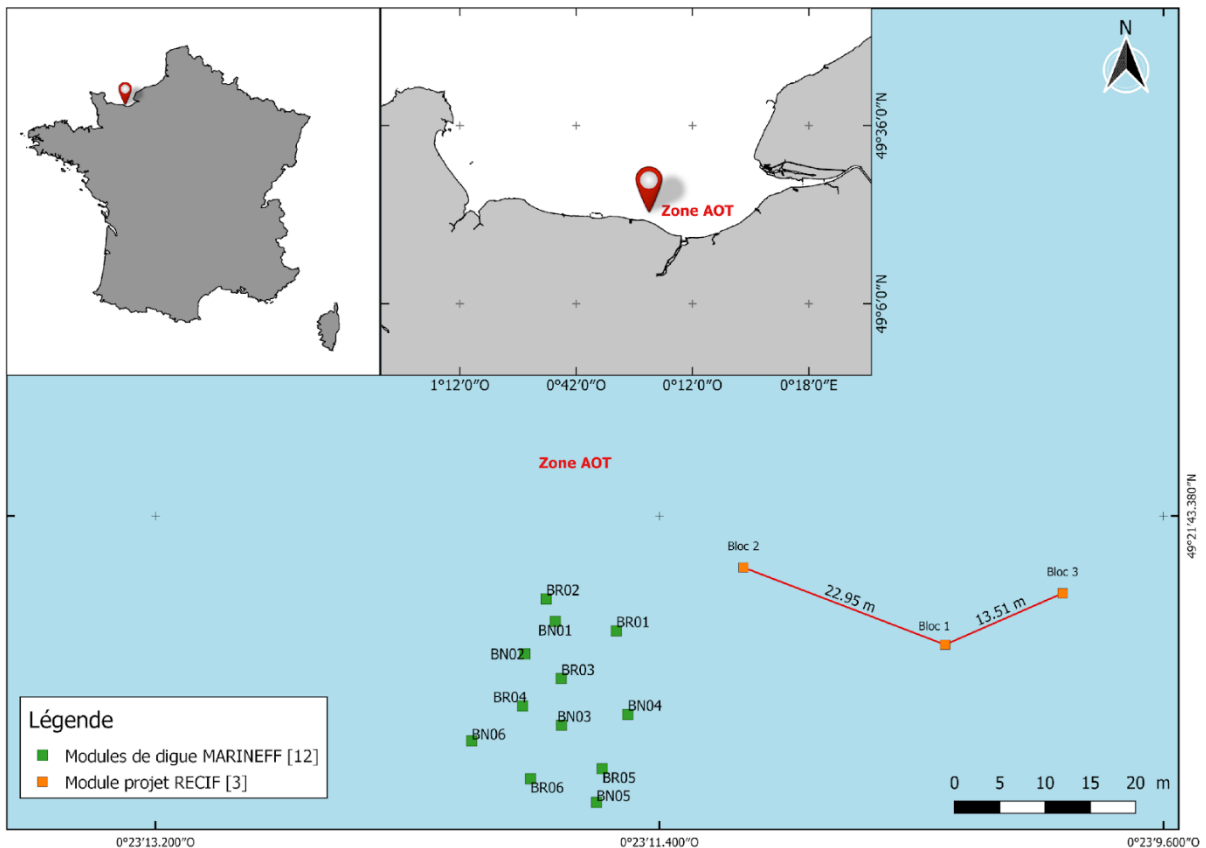 N
49°36'0"N
49°6'0"N
Zone AOT
1°12'0"O
0°42'0"O
0°12'0"O
0°18'0"E
Zone AOT
49°21'43.380"N
Bloc 2
Bloc 3
22.95 m
13.51 m
Bloc 1
BR02
BN01
BR01
BN02
BR03
BR04
BN04
BN03
BN06
BR05
BR06
BN05
Légende
Modules de digue MARINEFF [12]
Module projet RECIF [3]
0 5 10 15 20 m
0°23'13.200"O
0°23'11.400"O
0°23'9.600"O